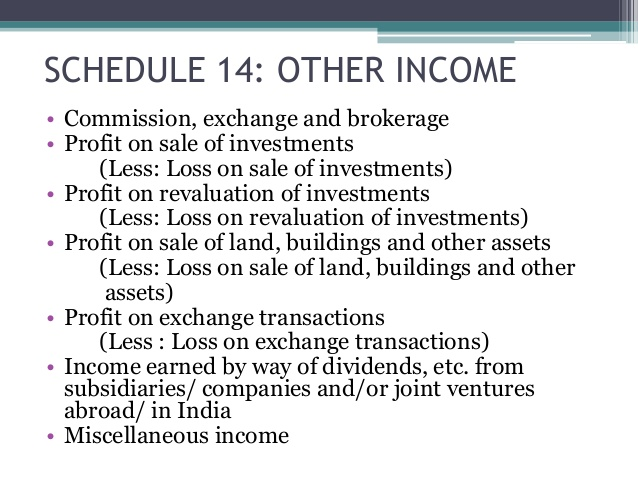 SCHEDULE 14: OTHER INCOME
• Commission, exchange and brokerage
• Profit on sale of investments
(Less: Loss on sale of investments)
• Profit on revaluation of investments
(Less: Loss on revaluation of investments)
• Profit on sale of land, buildings and other assets
(Less: Loss on sale of land, buildings and other
assets)
• Profit on exchange transactions
(Less : Loss on exchange transactions)
• Income earned by way of dividends, etc. from
subsidiaries/ companies and/or joint ventures
abroad/ in India
• Miscellaneous income